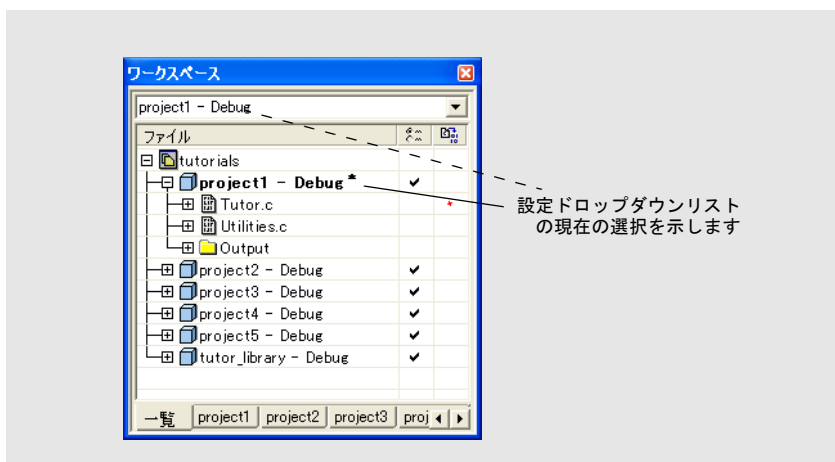 ワークスペース
project1 - Debug
ファイル
tutorials
project1 - Debug *
Tutor.c
設定ドロップダウンリスト
の現在の選択を示します
Utilities.c
Output
project2 - Debug
project3 - Debug
project4 - Debug
project5 - Debug
tutor_library - Debug
一覧 project1 project2 project3 proj